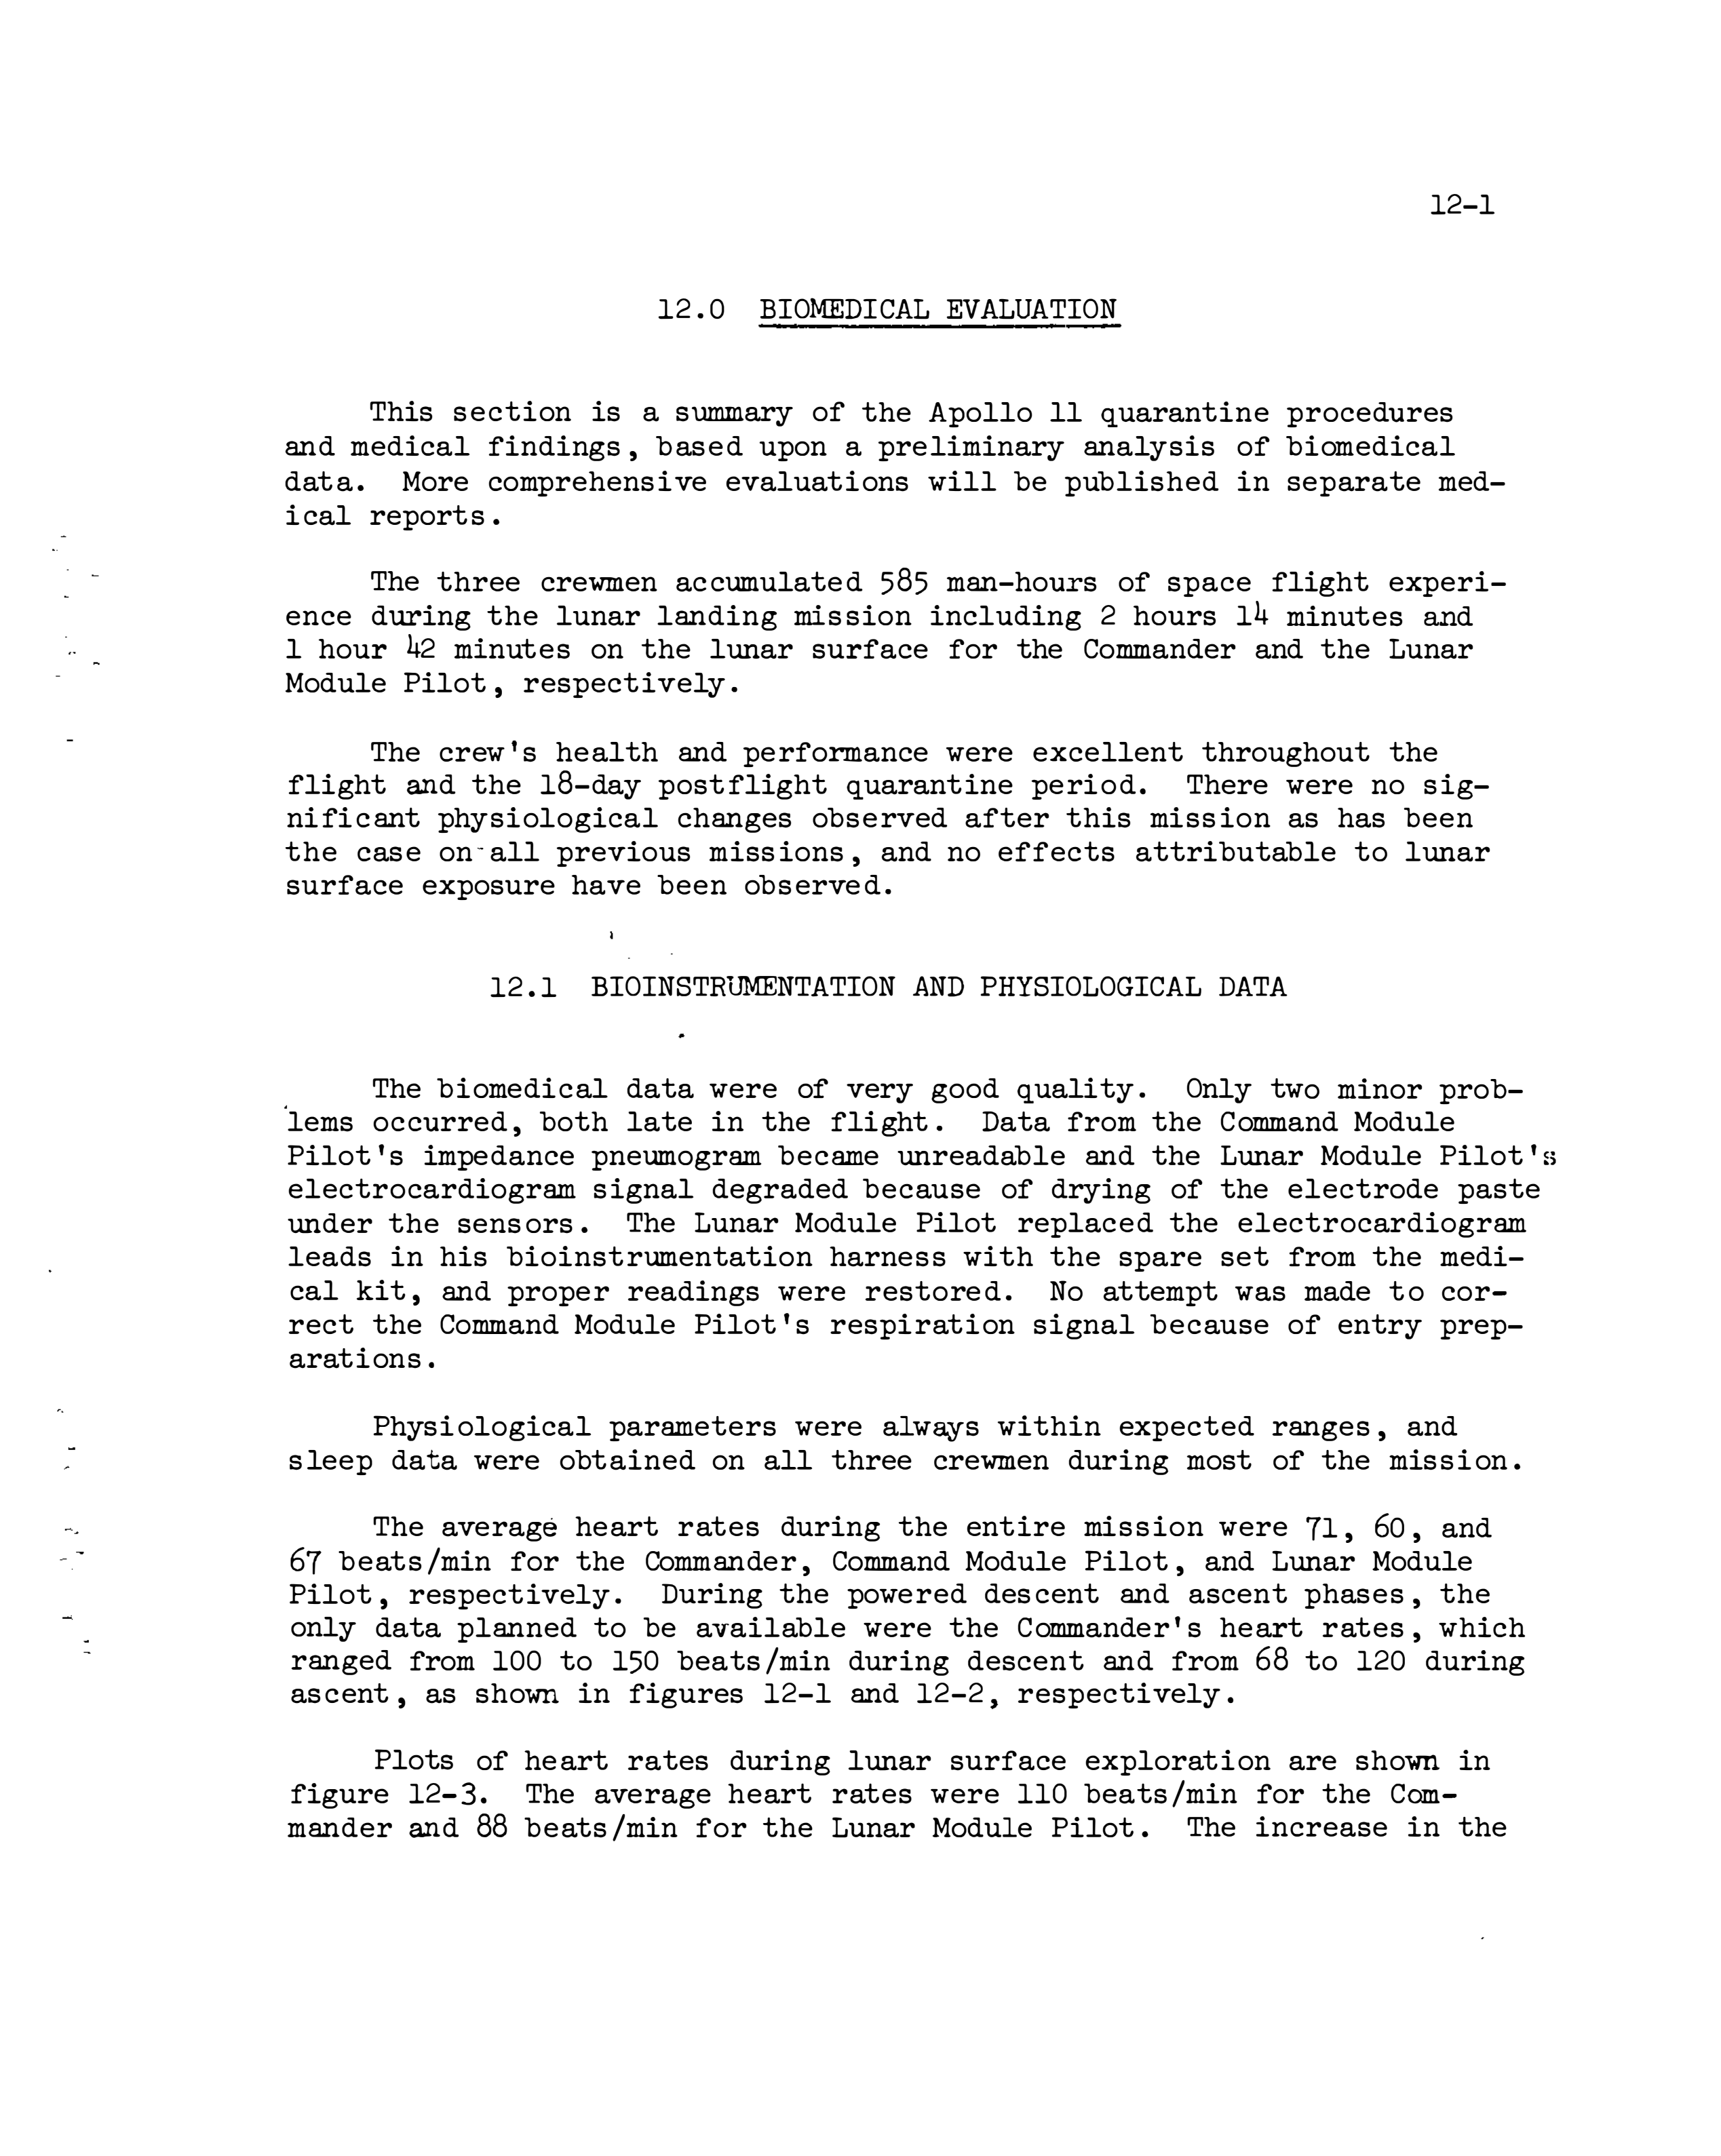 12-1
12.0 BIOMEDICAL EVALUATION
This section is a summary of the Apollo 11 quarantine procedures
and medical findings, based upon a preliminary analysis of biomedical
data. More comprehensive evaluations will be published in separate med-
ical reports.
The three crewmen accumulated 585 man-hours of space flight experi-
ence during the lunar landing mission including 2 hours 14 minutes and
1 hour 42 minutes on the lunar surface for the Commander and the Lunar
Module Pilot, respectively.
The crew's health and performance were excellent throughout the
flight and the 18-day postflight quarantine period. There were no sig-
nificant physiological changes observed after this mission as has been
the case on all previous missions, and no effects attributable to lunar
surface exposure have been observed.
12.1 BIOINSTRUMENTATION AND PHYSIOLOGICAL DATA
The biomedical data were of very good quality. Only two minor prob-
lems occurred, both late in the flight. Data from the Command Module
Pilot's impedance pneumogram became unreadable and the Lunar Module Pilot's
electrocardiogram signal degraded because of drying of the electrode paste
under the sensors. The Lunar Module Pilot replaced the electrocardiogram
leads in his bioinstrumentation harness with the spare set from the medi-
cal kit, and proper readings were restored. No attempt was made to cor-
rect the Command Module Pilot's respiration signal because of entry prep-
arations.
Physiological parameters were always within expected ranges, and
sleep data were obtained on all three crewmen during most of the mission.
The average heart rates during the entire mission were 71, 60, and
67 beats/min for the Commander, Command Module Pilot, and Lunar Module
Pilot, respectively. During the powered descent and ascent phases, the
only data planned to be available were the Commander's heart rates, which
ranged from 100 to 150 beats/min during descent and from 68 to 120 during
ascent, as shown in figures 12-1 and 12-2, respectively.
Plots of heart rates during lunar surface exploration are shown in
figure 12-3. The average heart rates were 110 beats/min for the Com-
mander and 88 beats/min for the Lunar Module Pilot. The increase in the